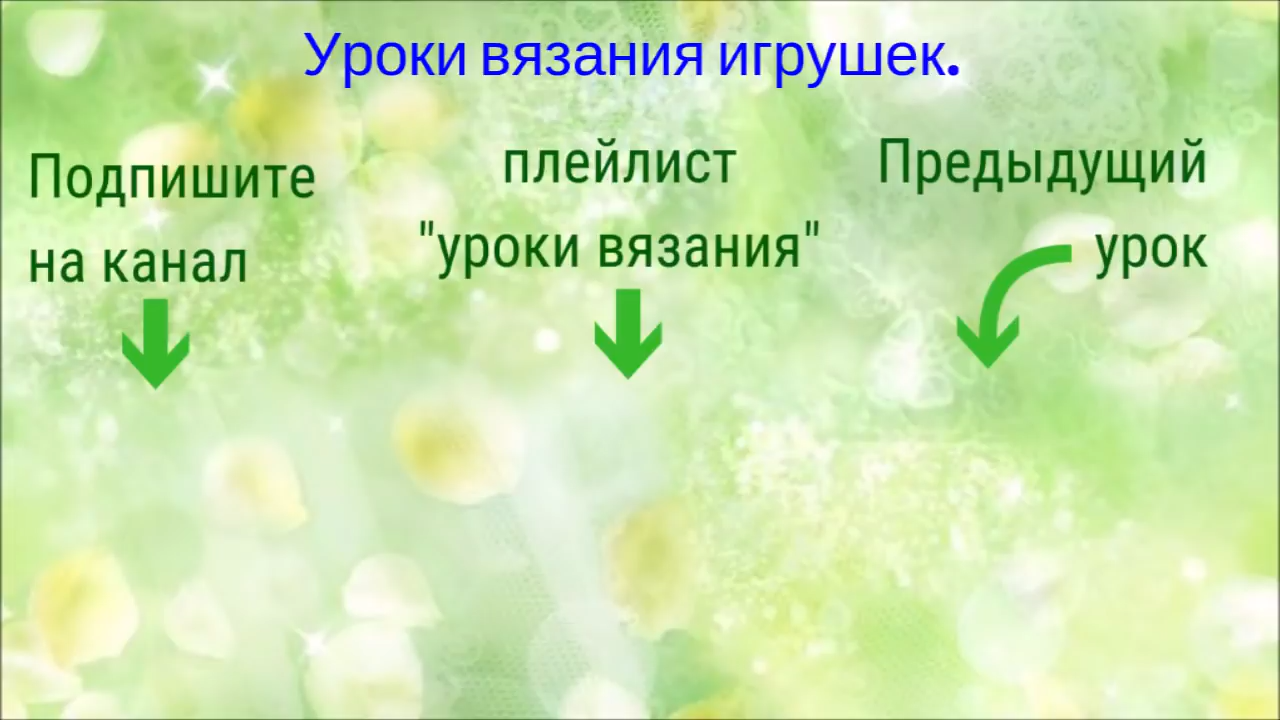 Уроки вязания игрушек.
Подпишите
на канал
плейлист
"уроки вязания"
Предыдущий
урок